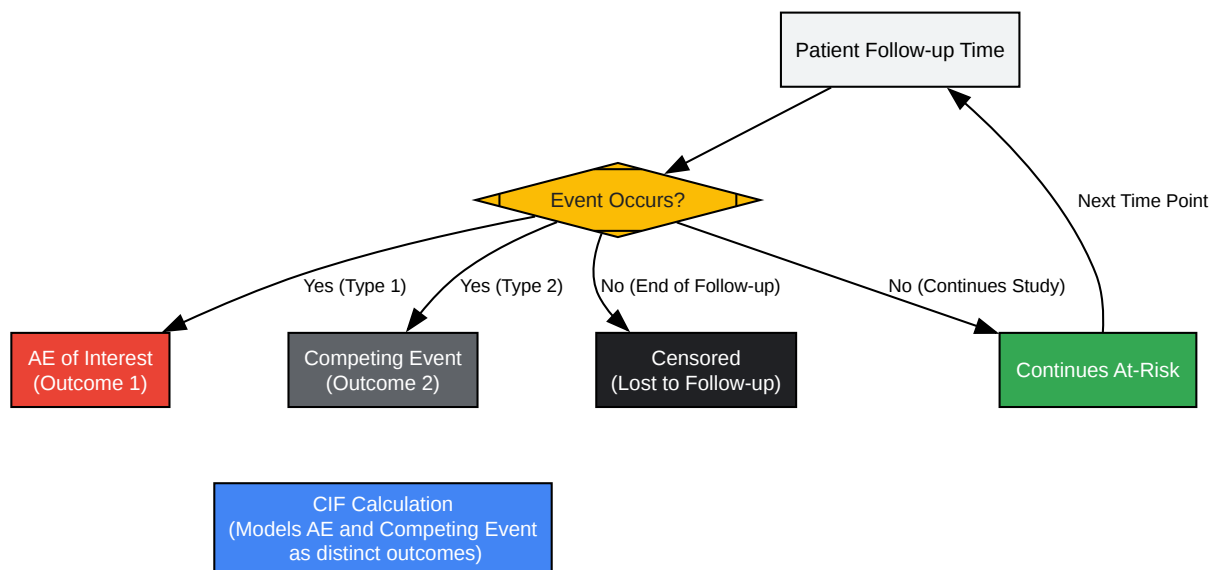 Patient Follow-up Time
Event Occurs?
Next Time Point
Yes (Type 1)
Yes (Type 2)
No (End of Follow-up)
No (Continues Study)
AE of Interest
(Outcome 1)
Competing Event
(Outcome 2)
Censored
(Lost to Follow-up)
Continues At-Risk
CIF Calculation
(Models AE and Competing Event
as distinct outcomes)